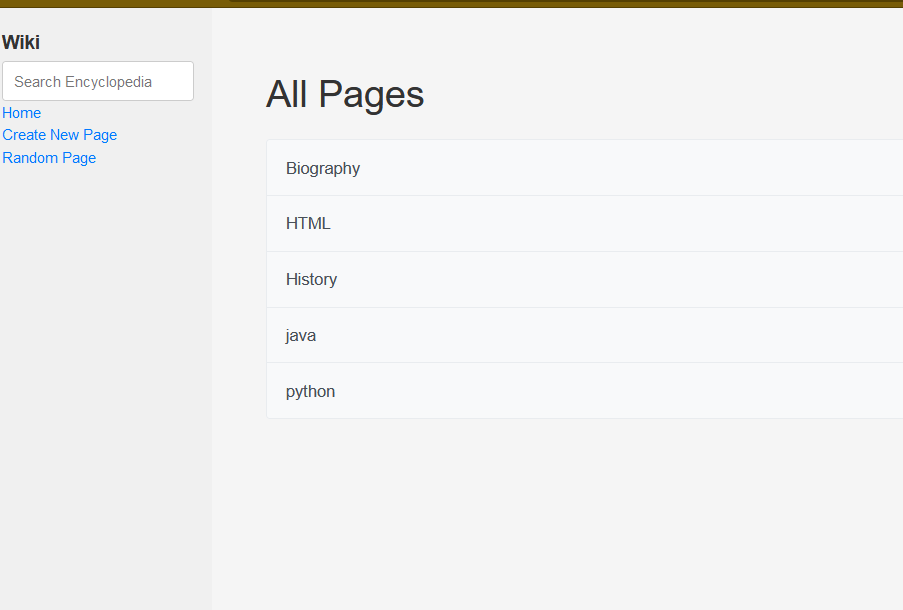 Wiki
Search Encyclopedia
Home
Create New Page
Random Page
All Pages
Biography
HTML
History
java
python